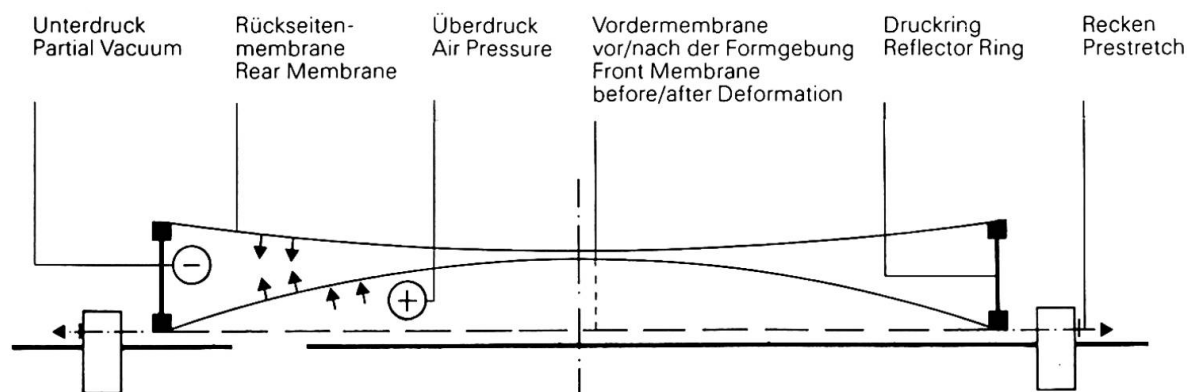 Unterdruck
Partial Vacuum
Rückseiten-
membrane
Rear Membrane
Überdruck
Air Pressure
Vordermembrane
vor/nach der Formgebung
Front Membrane
before/after Deformation
Druckring
Reflector Ring
Recken
Prestretch
−
+